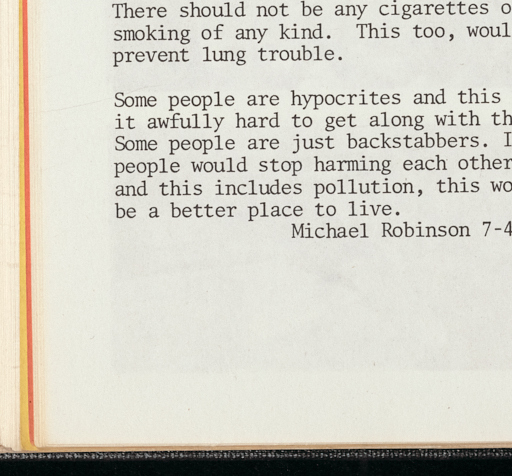 There should not be any cigarettes o
smoking of any kind. This too, woul
prevent lung trouble.
Some people are hypocrites and this
it awfully hard to get along with th
Some people are just backstabbers. I
people would stop harming each other
and this includes pollution, this wo
be a better place to live.
Michael Robinson 7-4